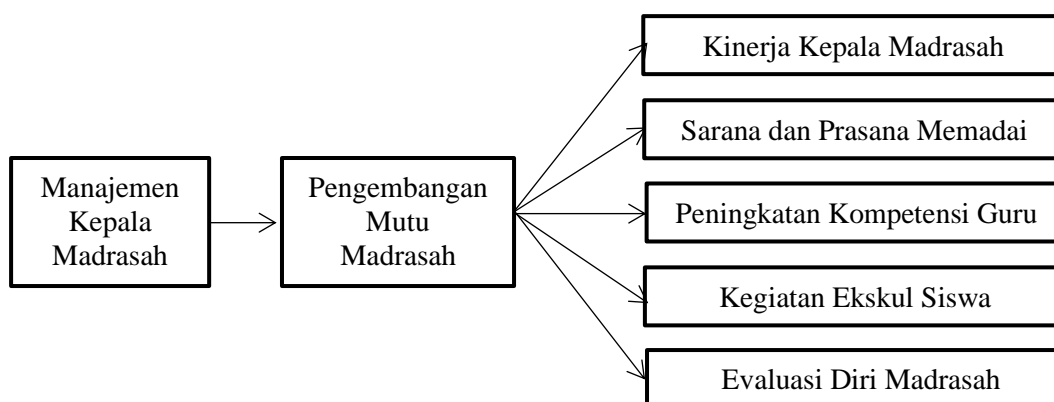 Manajemen
Kepala
Madrasah
Pengembangan
Mutu
Madrasah
Kinerja Kepala Madrasah
Sarana dan Prasana Memadai
Peningkatan Kompetensi Guru
Kegiatan Ekskul Siswa
Evaluasi Diri Madrasah